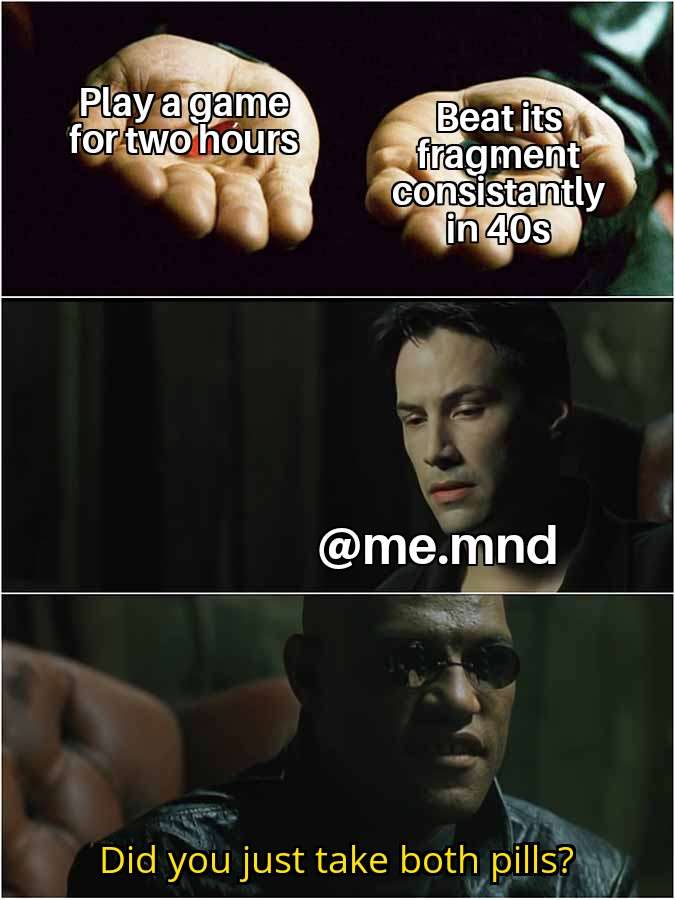 Play a game
for two hours
Beat its
fragment
consistantly
in 40s
@me.mnd
Did you just take both pills?